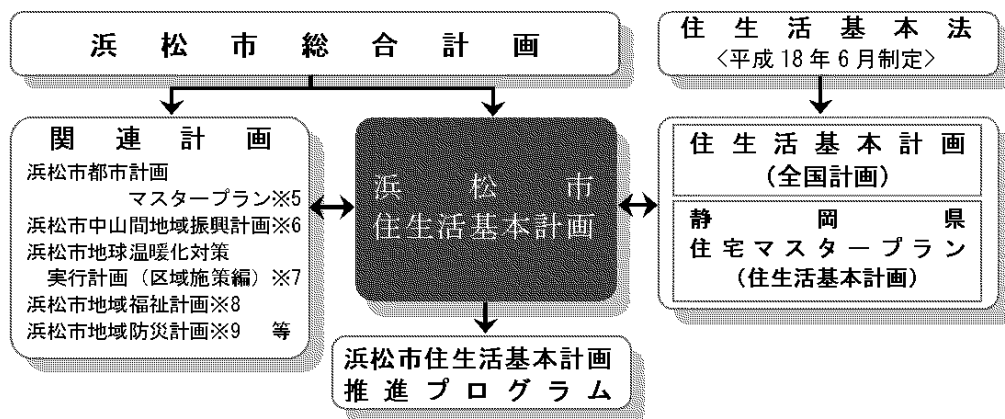 浜松市総合計画
住生活基本法
<平成18年6月制定>
関連計画
浜松市都市計画
マスタープラン※5
浜松市中山間地域振興計画※6
浜松市地球温暖化対策
実行計画（区域施策編）※7
浜松市地域福祉計画※8
浜松市地域防災計画※9 等
浜松市
住生活基本計画
住生活基本計画
(全国計画)
静岡県
住宅マスタープラン
(住生活基本計画)
浜松市住生活基本計画
推進プログラム